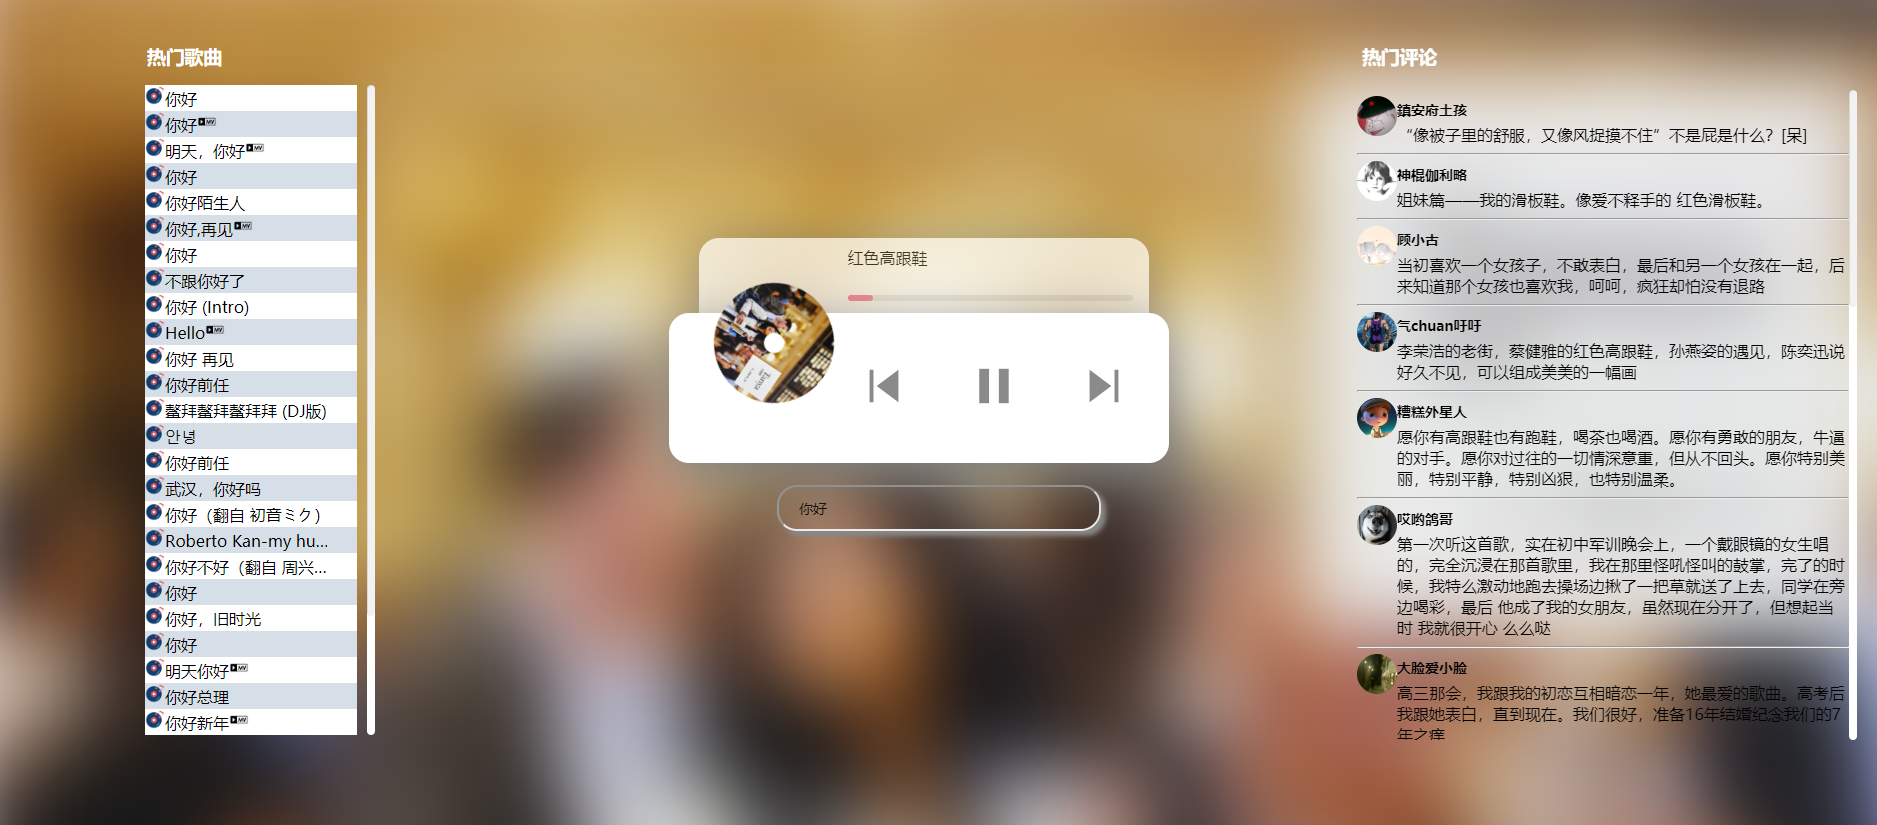 热门歌曲
你好
你好 MV
明天，你好 MV
你好
你好陌生人
你好,再见 MV
你好
不跟你好了
你好 (Intro)
Hello MV
你好 再见
你好前任
鳌拜鳌拜鳌拜拜 (DJ版)
안녕
你好前任
武汉，你好吗
你好（翻自 初音ミク）
Roberto Kan-my hu...
你好不好（翻自 周兴...
你好
你好，旧时光
你好
明天你好 MV
你好总理
你好新年 MV
红色高跟鞋
你好
热门评论
鎮安府土孩
“像被子里的舒服，又像风捉摸不住”不是屁是什么？[呆]
神棍伽利略
姐妹篇——我的滑板鞋。像爱不释手的 红色滑板鞋。
顾小古
当初喜欢一个女孩子，不敢表白，最后和另一个女孩在一起，后
来知道那个女孩也喜欢我，呵呵，疯狂却怕没有退路
气chuan吁吁
李荣浩的老街，蔡健雅的红色高跟鞋，孙燕姿的遇见，陈奕迅说
好久不见，可以组成美美的一幅画
糟糕外星人
愿你有高跟鞋也有跑鞋，喝茶也喝酒。愿你有勇敢的朋友，牛逼
的对手。愿你对过往的一切情深意重，但从不回头。愿你特别美
丽，特别平静，特别凶狠，也特别温柔。
哎哟鸽哥
第一次听这首歌，实在初中军训晚会上，一个戴眼镜的女生唱
的，完全沉浸在那首歌里，我在那里怪吼怪叫的鼓掌，完了的时
候，我特么激动地跑去操场边揪了一把草就送了上去，同学在旁
边喝彩，最后 他成了我的女朋友，虽然现在分开了，但想起当
时 我就很开心 么么哒
大脸爱小脸
高三那会，我跟我的初恋互相暗恋一年，她最爱的歌曲。高考后
我跟她表白，直到现在。我们很好，准备16年结婚纪念我们的7
年之痒